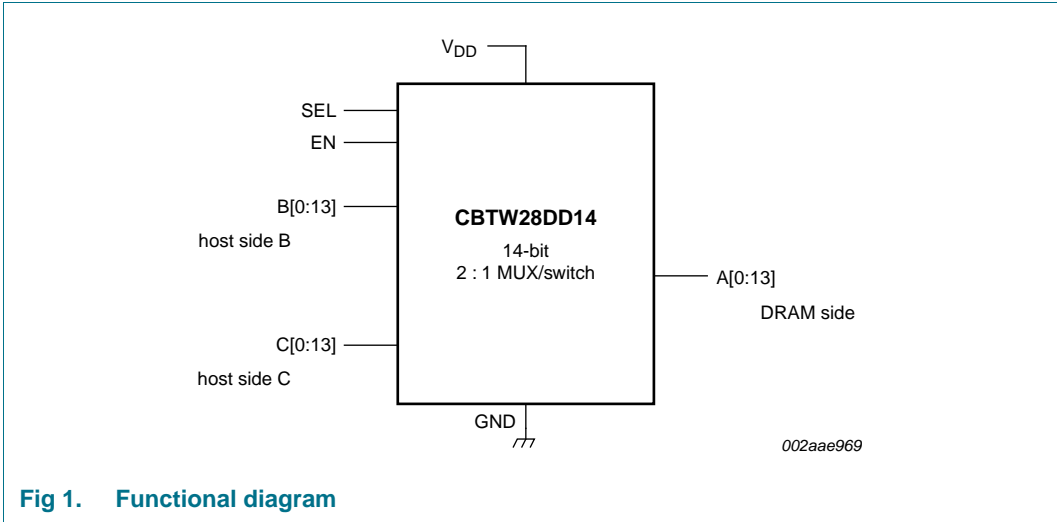 VDD
SEL
EN
B[0:13]
host side B
CBTW28DD14
14-bit
2 : 1 MUX/switch
A[0:13]
DRAM side
C[0:13]
host side C
GND
002aae969
Fig 1. Functional diagram